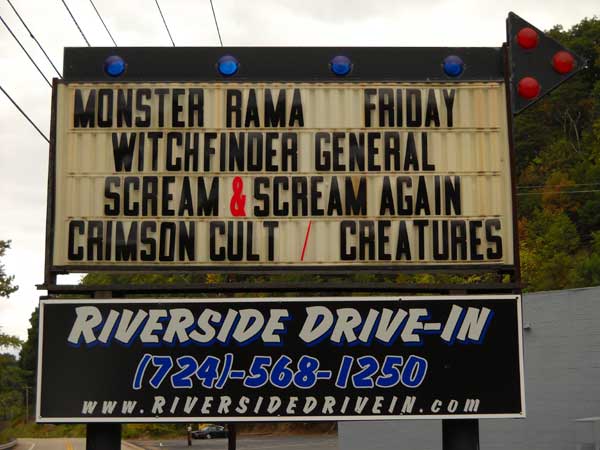 MONSTER RAMA FRIDAY
WITCHFINDER GENERAL
SCREAM & SCREAM AGAIN
CRIMSON CULT / CREATURES
RIVERSIDE DRIVE-IN
(724)-568-1250
www.RIVERSIDEDRIVEIN.com